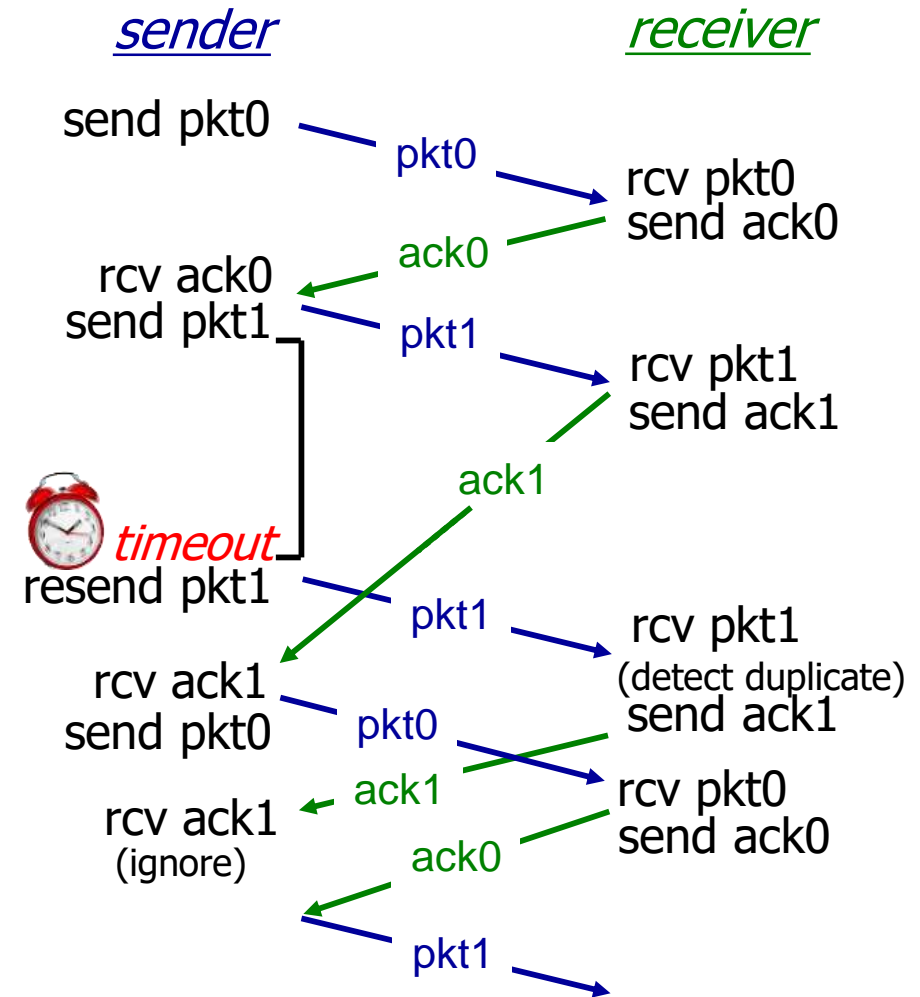 sender
receiver
send pkt0
pkt0
rcv pkt0
send ack0
ack0
rcv ack0
send pkt1
pkt1
rcv pkt1
send ack1
ack1
timeout
resend pkt1
pkt1
rcv pkt1
(detect duplicate)
send ack1
rcv ack1
send pkt0
pkt0
ack1
rcv pkt0
send ack0
rcv ack1
(ignore)
ack0
pkt1